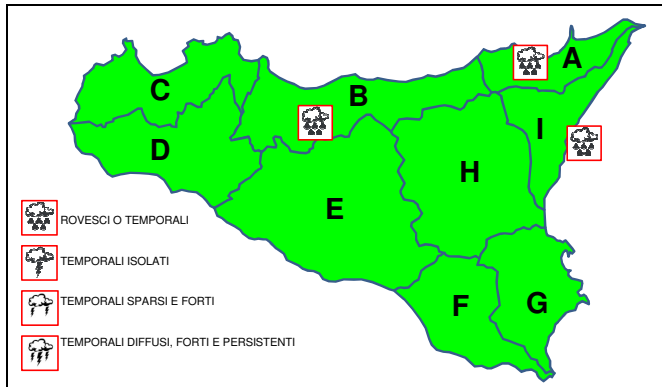 A
B
C
I
D
H
E
ROVESCI O TEMPORALI
TEMPORALI ISOLATI
TEMPORALI SPARSI E FORTI
F
G
TEMPORALI DIFFUSI, FORTI E PERSISTENTI